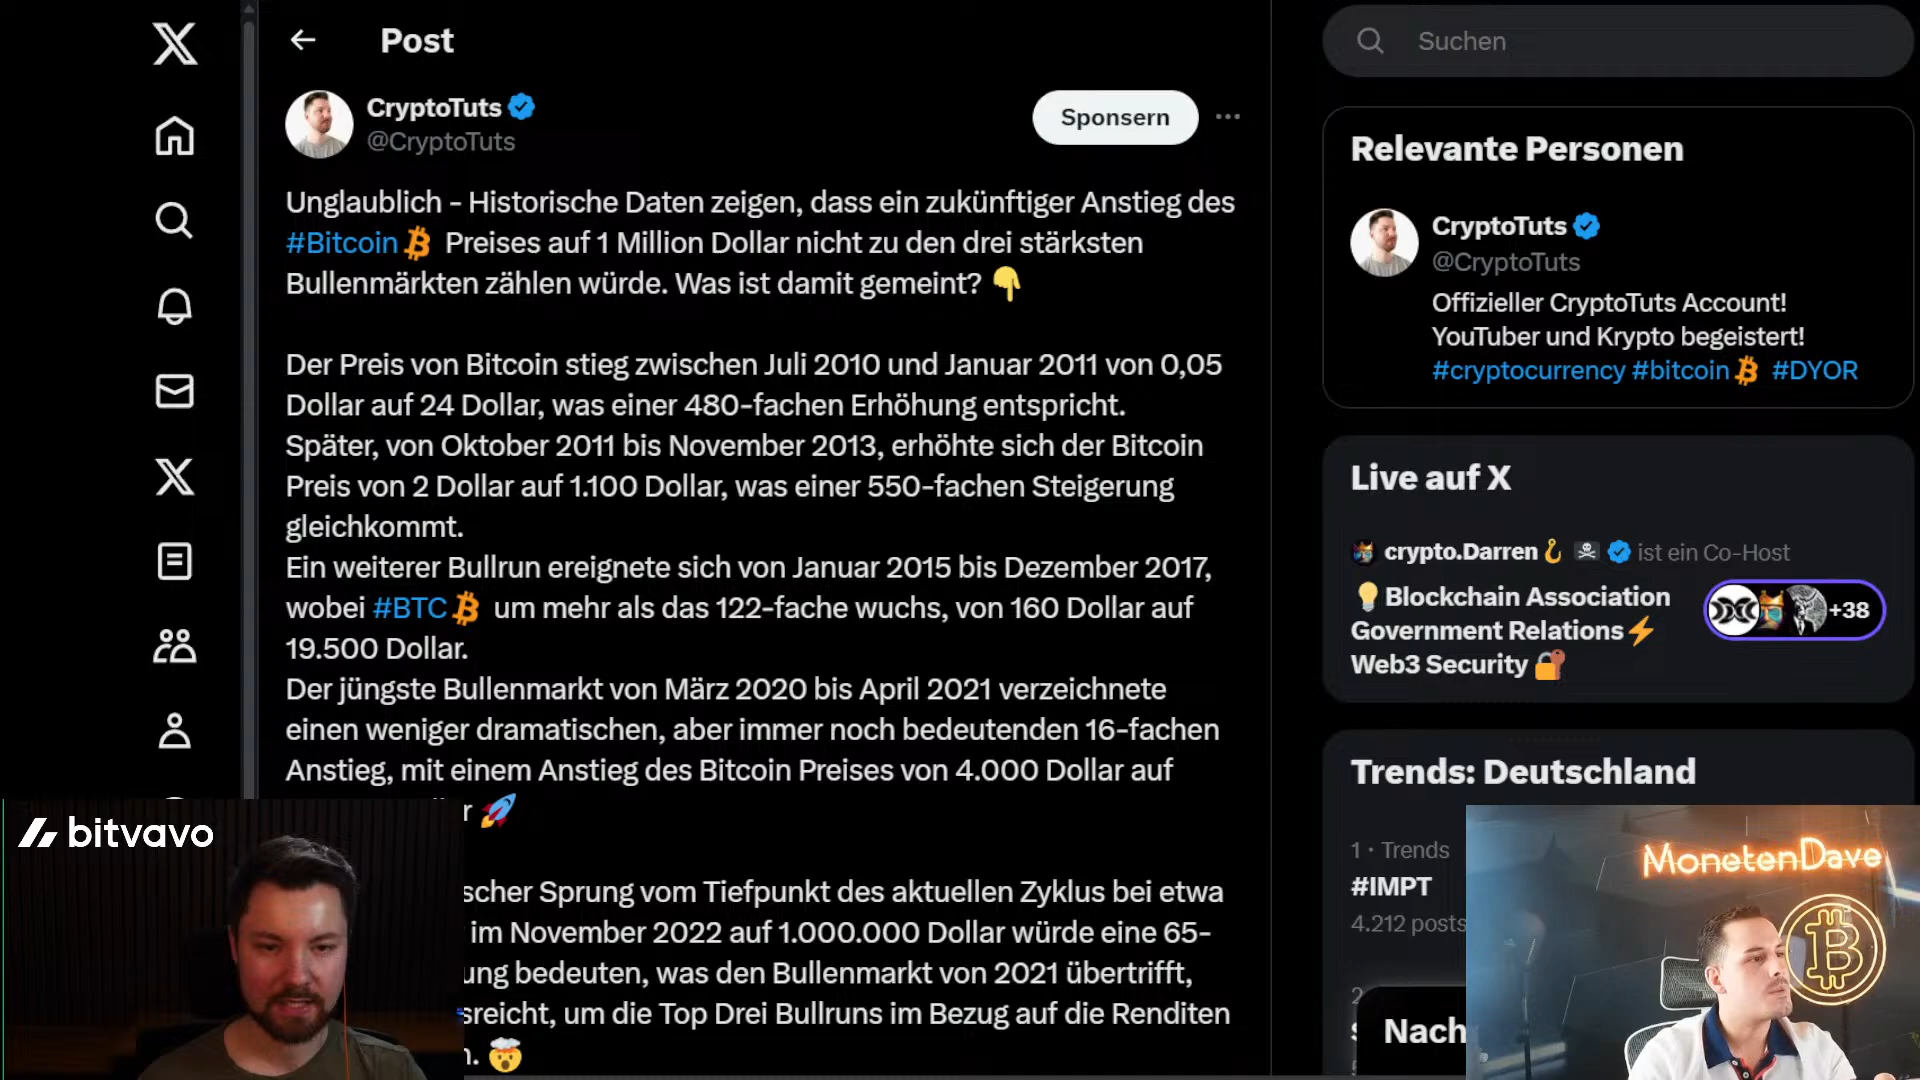 Post
Suchen
CryptoTuts
@CryptoTuts
Sponsern
Unglaublich - Historische Daten zeigen, dass ein zukünftiger Anstieg des
#Bitcoin Preises auf 1 Million Dollar nicht zu den drei stärksten
Bullenmärkten zählen würde. Was ist damit gemeint? 👇
Der Preis von Bitcoin stieg zwischen Juli 2010 und Januar 2011 von 0,05
Dollar auf 24 Dollar, was einer 480-fachen Erhöhung entspricht.
Später, von Oktober 2011 bis November 2013, erhöhte sich der Bitcoin
Preis von 2 Dollar auf 1.100 Dollar, was einer 550-fachen Steigerung
gleichkommt.
Ein weiterer Bullrun ereignete sich von Januar 2015 bis Dezember 2017,
wobei #BTC um mehr als das 122-fache wuchs, von 160 Dollar auf
19.500 Dollar.
Der jüngste Bullenmarkt von März 2020 bis April 2021 verzeichnete
einen weniger dramatischen, aber immer noch bedeutenden 16-fachen
Anstieg, mit einem Anstieg des Bitcoin Preises von 4.000 Dollar auf
r 🚀
scher Sprung vom Tiefpunkt des aktuellen Zyklus bei etwa
im November 2022 auf 1.000.000 Dollar würde eine 65-
ung bedeuten, was den Bullenmarkt von 2021 übertrifft,
sreicht, um die Top Drei Bullruns im Bezug auf die Renditen
. 🤯
Relevante Personen
CryptoTuts
@CryptoTuts
Offizieller CryptoTuts Account!
YouTuber und Krypto begeistert!
#cryptocurrency #bitcoin #DYOR
Live auf X
crypto.Darren ist ein Co-Host
💡Blockchain Association
Government Relations⚡
Web3 Security 🔐
+38
Trends: Deutschland
1 · Trends
#IMPT
4.212 posts
2
Nach
bitvavo
MonetenDave